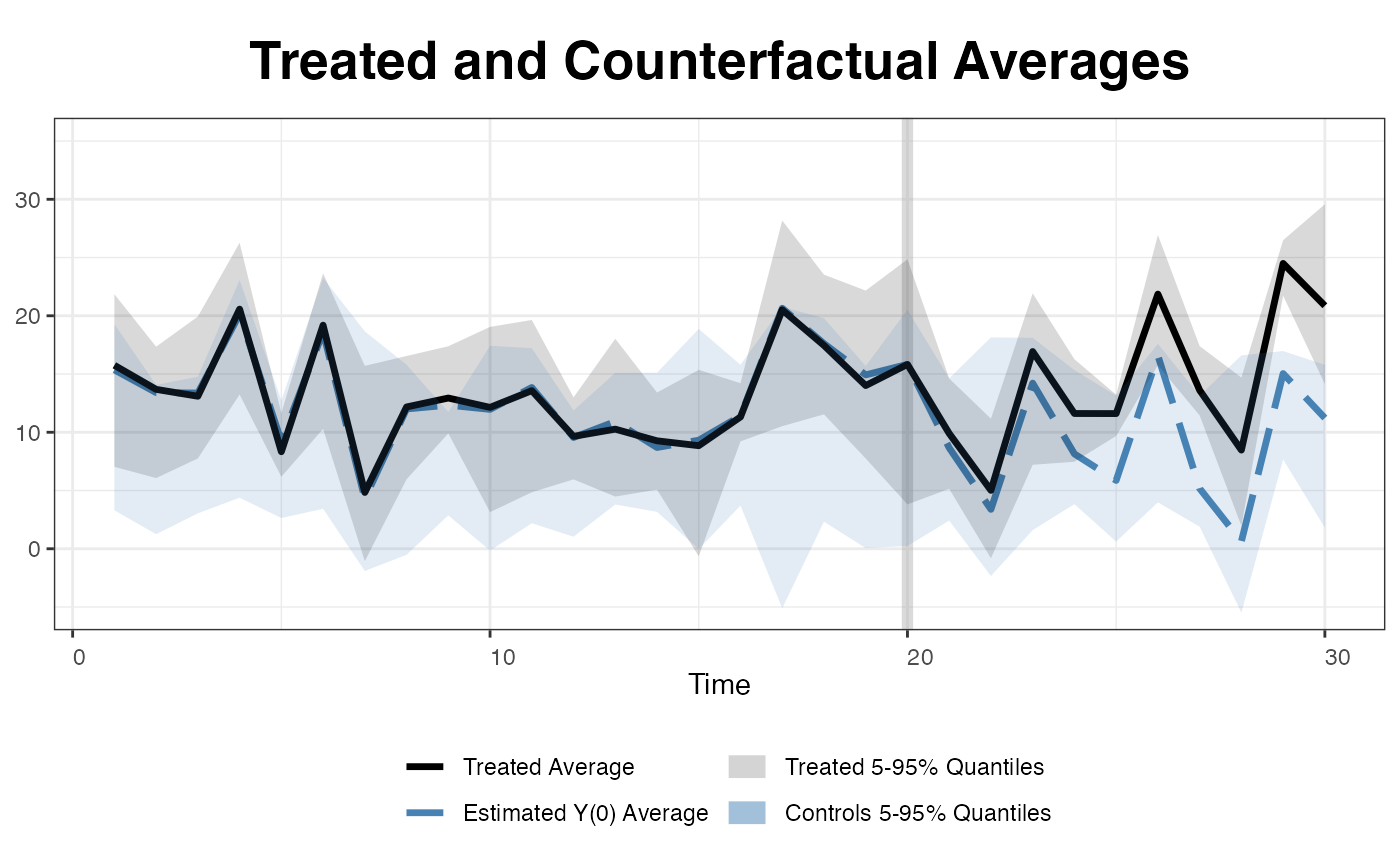 Treated and Counterfactual Averages
30
20
10
0
0 10 20 30
Time
Treated Average Treated 5-95% Quantiles
Estimated Y(0) Average Controls 5-95% Quantiles